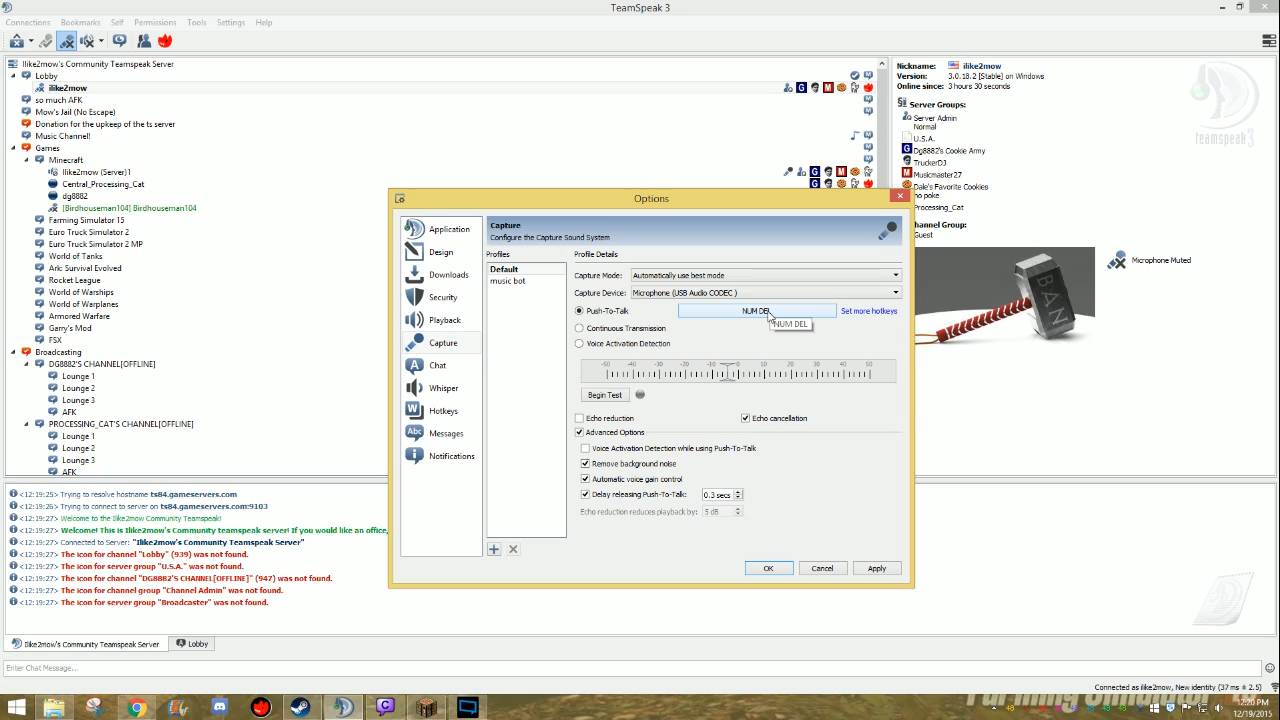 TeamSpeak 3
Connections Bookmarks Self Permissions Tools Settings Help
Ilike2mow's Community Teamspeak Server
Lobby
ilike2mow
so much AFK
Mow's Jail (No Escape)
Donation for the upkeep of the ts server
Music Channel!
Games
Minecraft
Ilike2mow (Server)1
Central_Processing_Cat
dg8882
[Birdhouseman104] Birdhouseman104
Farming Simulator 15
Euro Truck Simulator 2
Euro Truck Simulator 2 MP
World of Tanks
Ark: Survival Evolved
Rocket League
World of Warships
World of Warplanes
Armored Warfare
Garry's Mod
FSX
Broadcasting
DG8882'S CHANNEL[OFFLINE]
Lounge 1
Lounge 2
Lounge 3
AFK
PROCESSING_CAT'S CHANNEL[OFFLINE]
Lounge 1
Lounge 2
Lounge 3
AFK
Nickname: ilike2mow
Version: 3.0.18.2 [Stable] on Windows
Online since: 3 hours 30 seconds
Server Groups:
Server Admin
Normal
U.S.A.
Dg8882's Cookie Army
TruckerDJ
Musicmaster27
Dale's Favorite Cookies
no poke
Processing_Cat
hannel Group:
Guest
teamspeak3
Microphone Muted
BAN
Options
Application
Design
Downloads
Security
Playback
Capture
Chat
Whisper
Hotkeys
Messages
Notifications
Capture
Configure the Capture Sound System
Profiles
Default
music bot
Profile Details
Capture Mode: Automatically use best mode
Capture Device: Microphone (USB Audio CODEC )
Push-To-Talk NUM DEL Set more hotkeys
NUM DEL
Continuous Transmission
Voice Activation Detection
-50 -40 -30 -20 -10 0 10 20 30 40 50
Begin Test
Echo reduction Echo cancellation
Advanced Options
Voice Activation Detection while using Push-To-Talk
Remove background noise
Automatic voice gain control
Delay releasing Push-To-Talk: 0.3 secs
Echo reduction reduces playback by: 5 dB
OK Cancel Apply
<12:19:25> Trying to resolve hostname ts84.gameservers.com
<12:19:26> Trying to connect to server on ts84.gameservers.com:9103
<12:19:27> Welcome to the Ilike2mow Community Teamspeak!
<12:19:27> Welcome! This is Ilike2mow's Community teamspeak server! If you would like an office,
<12:19:27> Connected to Server: "Ilike2mow's Community Teamspeak Server"
<12:19:27> The icon for channel "Lobby" (939) was not found.
<12:19:27> The icon for server group "U.S.A." was not found.
<12:19:27> The icon for channel "DG8882'S CHANNEL[OFFLINE]" (947) was not found.
<12:19:27> The icon for channel group "Channel Admin" was not found.
<12:19:27> The icon for server group "Broadcaster" was not found.
Ilike2mow's Community Teamspeak Server Lobby
Enter Chat Message...
Connected as ilike2mow, New identity (37 ms ± 2.5)
12:20 PM
12/19/2015